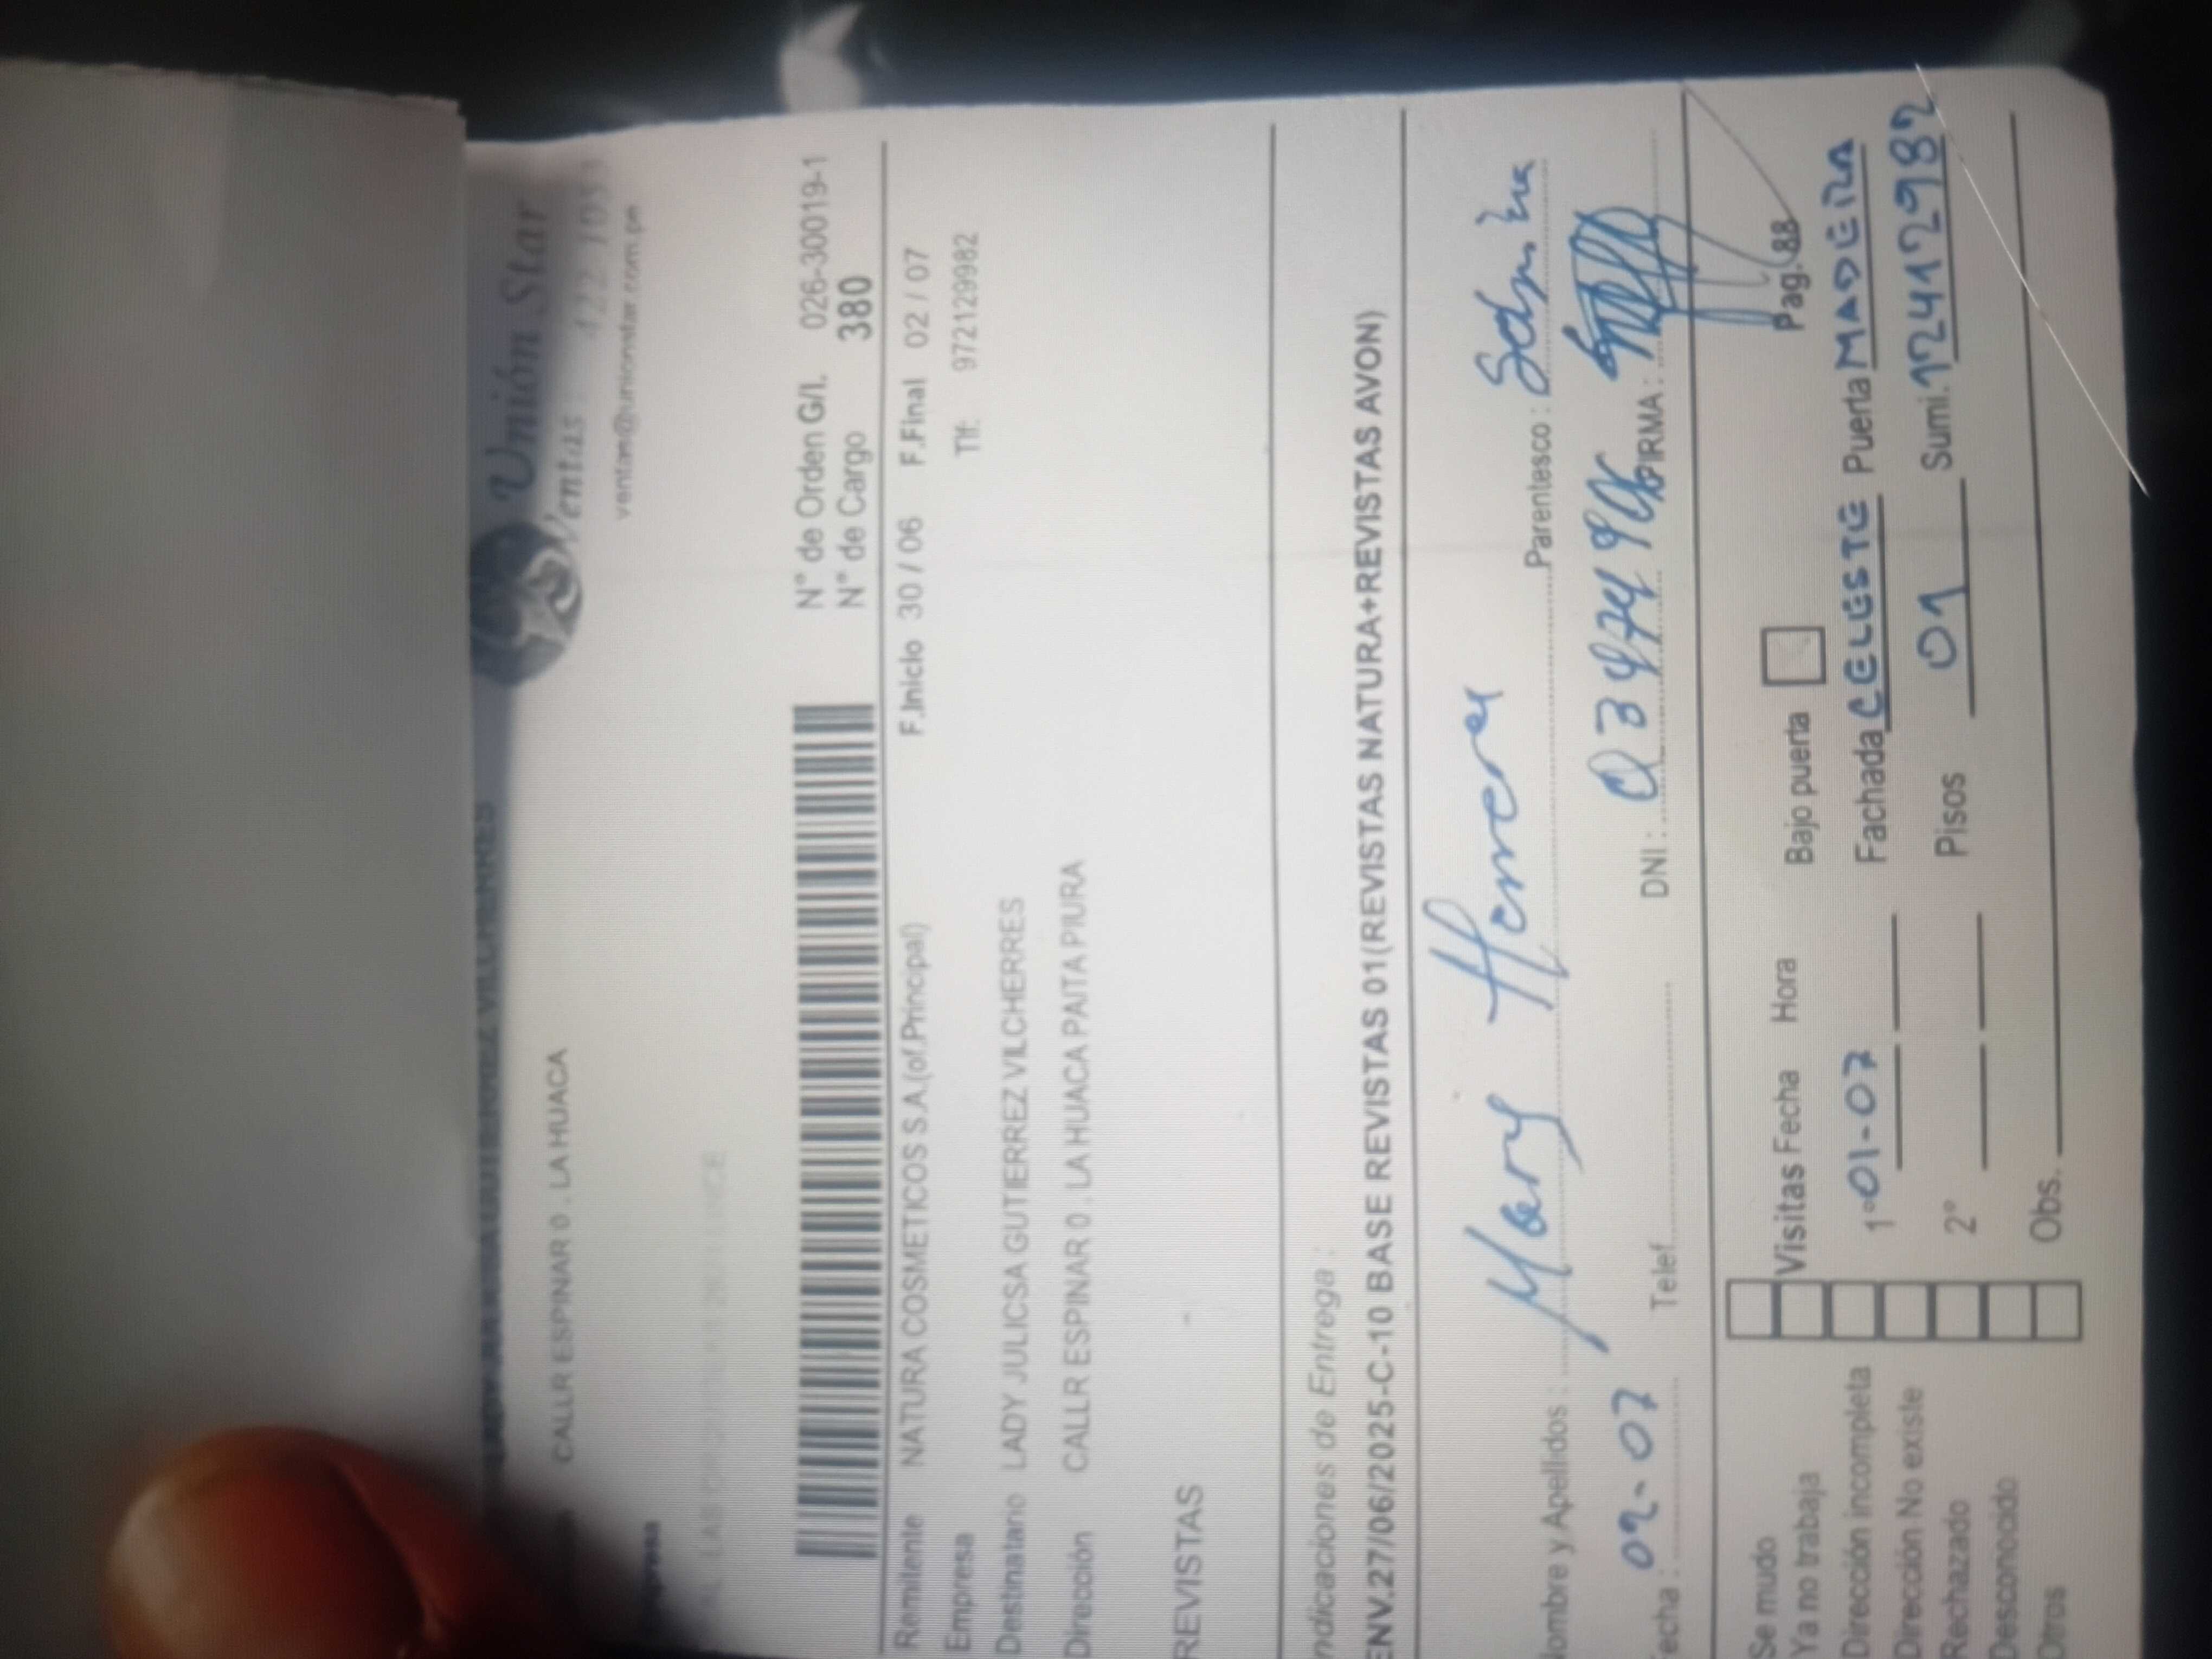 Unión Star
Ventas
ventas@unionstar.com.pe
CALLR ESPINAR 0 , LA HUACA
N° de Orden G/I. 026-30019-1
N° de Cargo 380
Remitente NATURA COSMETICOS S.A.(of.Principal) F.Inicio 30 / 06 F.Final 02 / 07
Empresa Tlf: 9721299982
Destinatario LADY JULICSA GUTIERREZ VILCHERRES
Dirección CALLR ESPINAR 0 , LA HUACA PAITA PIURA
REVISTAS
ndicaciones de Entrega :
ENV.27/06/2025-C-10 BASE REVISTAS 01(REVISTAS NATURA+REVISTAS AVON)
Nombre y Apellidos : Mary Herrera Parentesco :
echa : 02-07 Telef. DNI : FIRMA :
Pag. 88
Se mudo Visitas Fecha Hora Bajo puerta
Ya no trabaja
Dirección incompleta 1° 01-07 Fachada CELESTE Puerta MADERA
Dirección No existe
Rechazado 2° Pisos 01 Sumi. 12412982
Desconocido
Otros Obs.